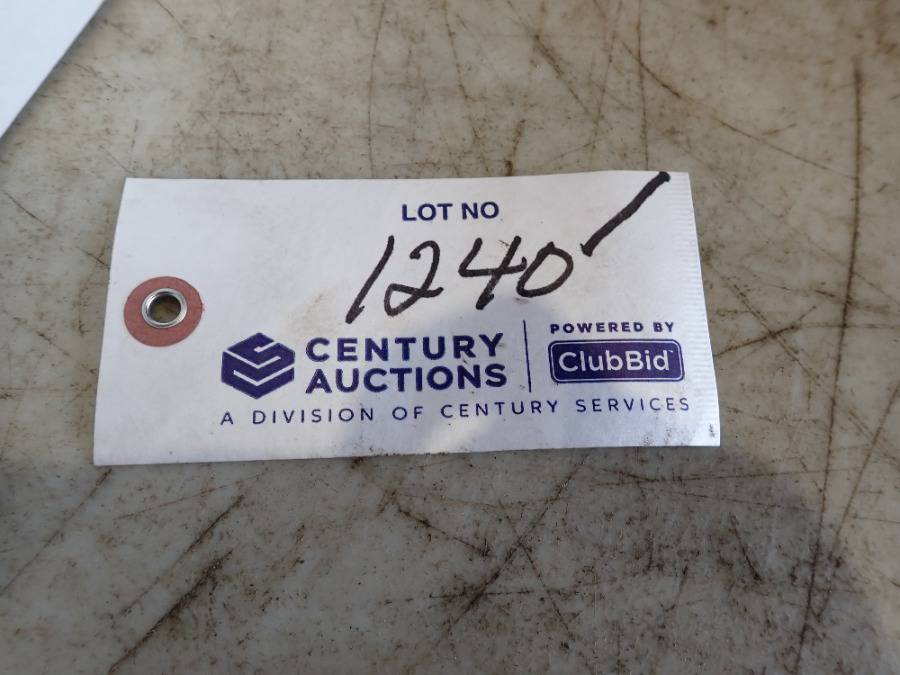 LOT NO
1240
CENTURY
AUCTIONS
POWERED BY
ClubBid
A DIVISION OF CENTURY SERVICES